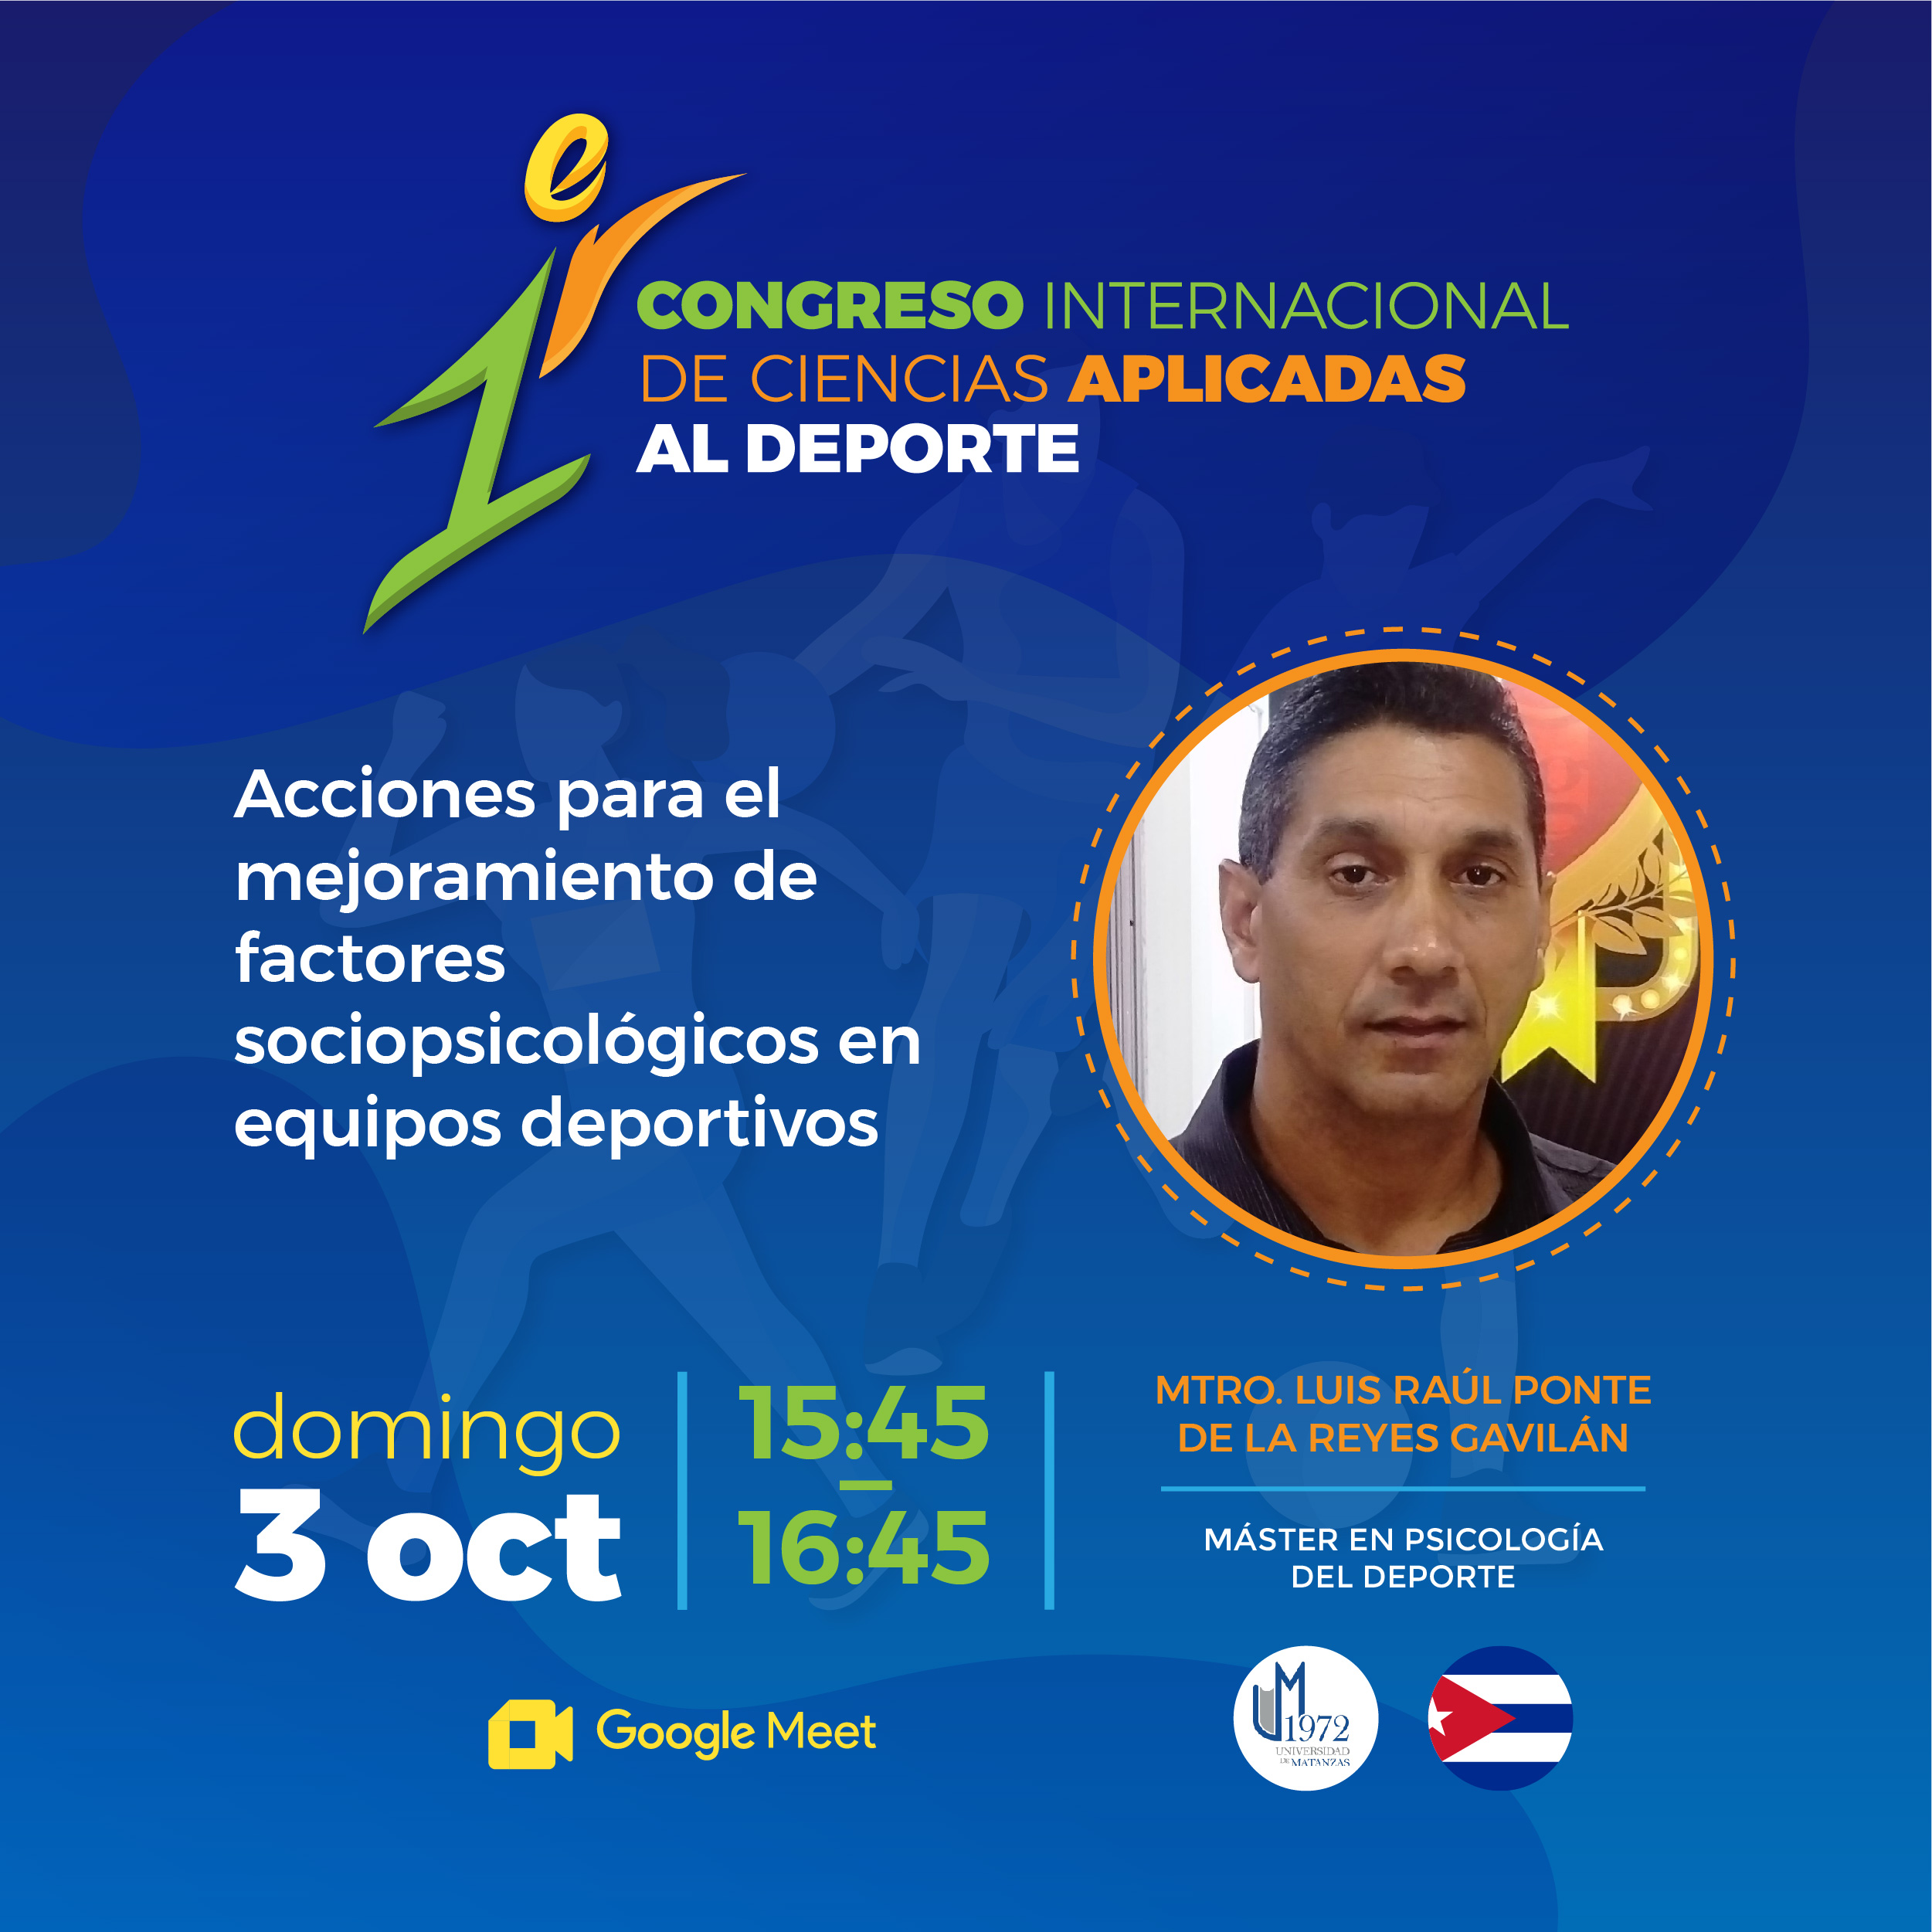 1er
CONGRESO INTERNACIONAL
DE CIENCIAS APLICADAS
AL DEPORTE
Acciones para el
mejoramiento de
factores
sociopsicológicos en
equipos deportivos
domingo
3 oct
15:45
–
16:45
MTRO. LUIS RAÚL PONTE
DE LA REYES GAVILÁN
MÁSTER EN PSICOLOGÍA
DEL DEPORTE
Google Meet
UM
1972
UNIVERSIDAD
DE MATANZAS